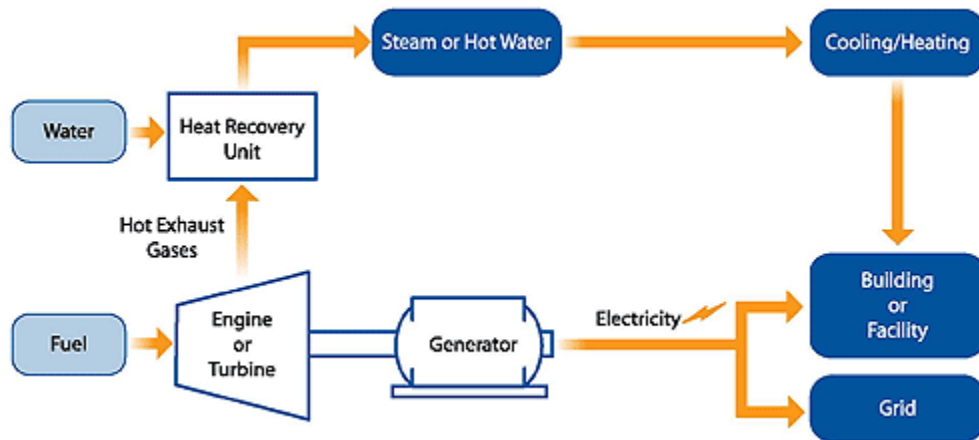 Steam or Hot Water
Cooling/Heating
Water
Heat Recovery
Unit
Hot Exhaust
Gases
Building
or
Facility
Fuel
Engine
or
Turbine
Generator
Electricity
Grid